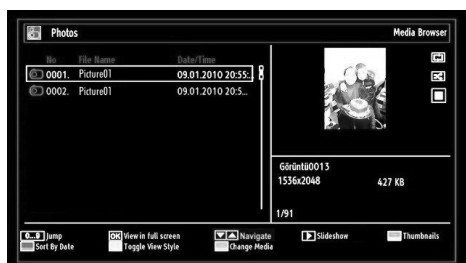 Photos Media Browser
No File Name Date/Time
0001. Picture01 09.01.2010 20:55:..
0002. Picture01 09.01.2010 20:5...
Görüntü0013
1536x2048 427 KB
1/91
0...9 Jump OK View in full screen Navigate Slideshow Thumbnails
Sort By Date Toggle View Style Change Media